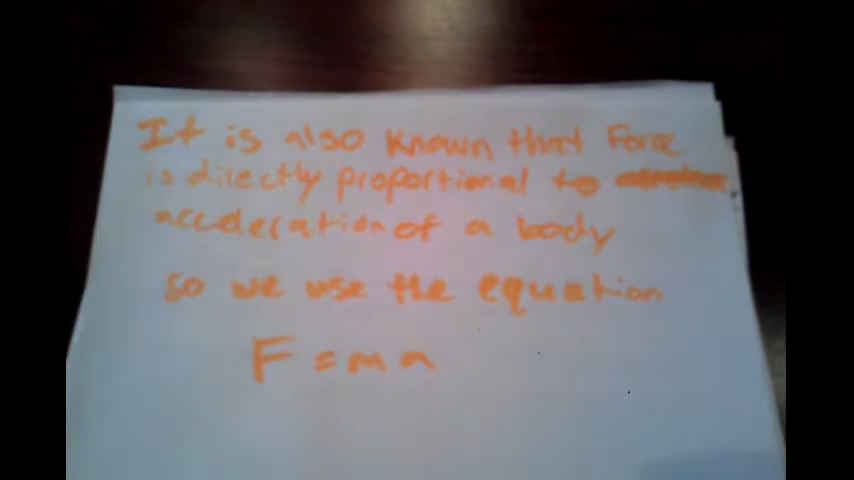 It is also known that Force
is directly proportional to
acceleration of a body
so we use the equation
F = ma